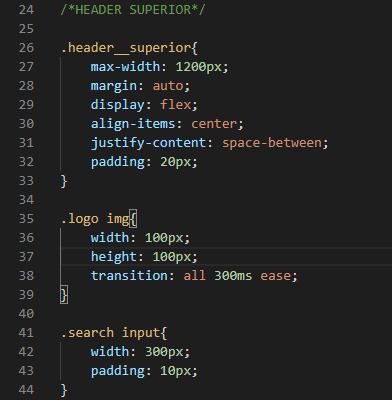 24 /*HEADER SUPERIOR*/
25
26 .header__superior{
27 max-width: 1200px;
28 margin: auto;
29 display: flex;
30 align-items: center;
31 justify-content: space-between;
32 padding: 20px;
33 }
34
35 .logo img{
36 width: 100px;
37 height: 100px;
38 transition: all 300ms ease;
39 }
40
41 .search input{
42 width: 300px;
43 padding: 10px;
44 }